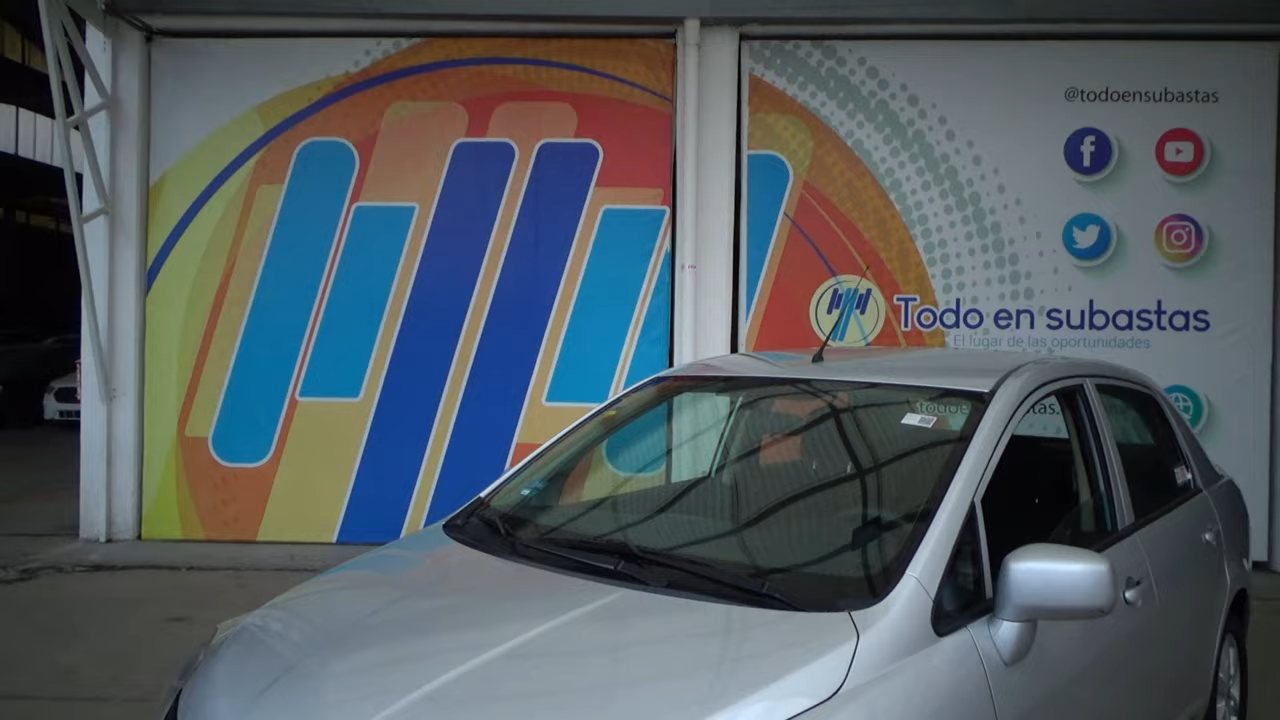 @todoensubastas
Todo en subastas
El lugar de las oportunidades